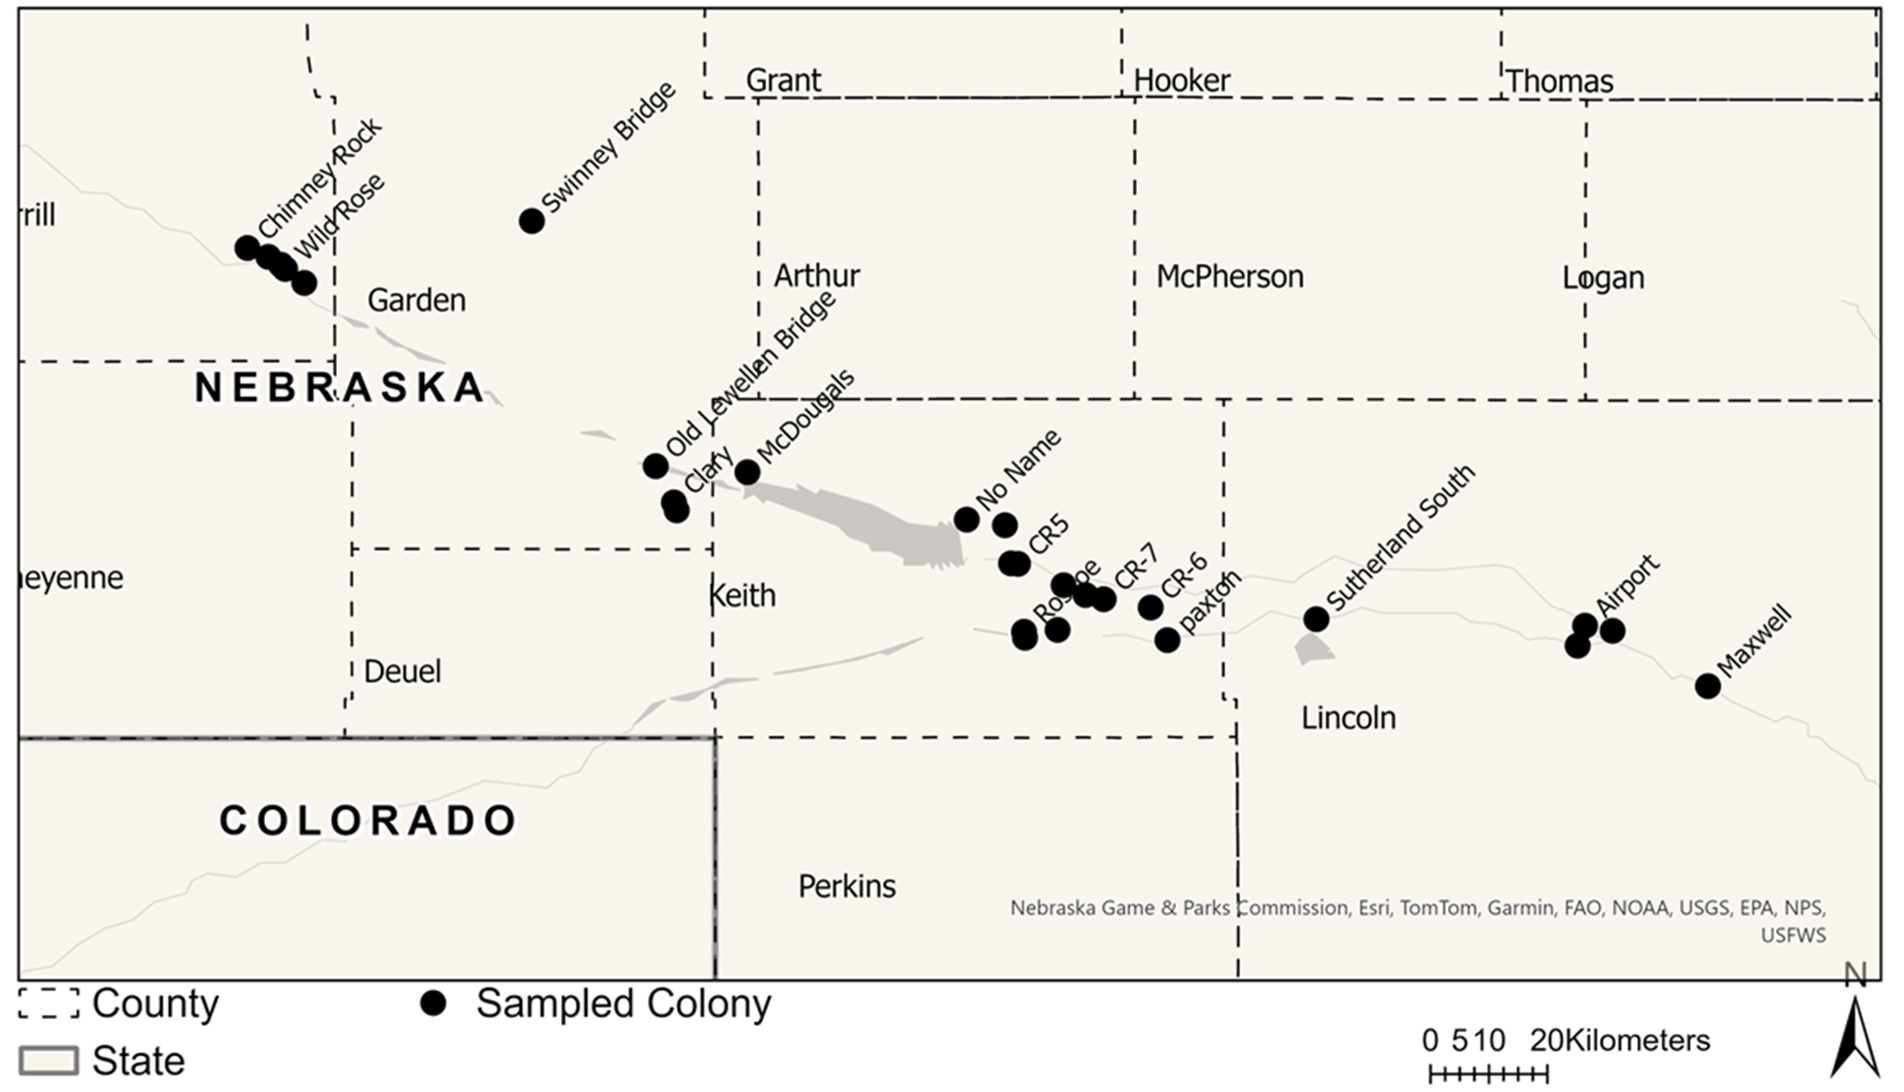 Grant
Hooker
Thomas
Swinney Bridge
Chimney Rock
Wild Rose
rrill
Garden
Arthur
McPherson
Logan
NEBRASKA
Old Lewellen Bridge
McDougals
Clary
No Name
CR5
Sutherland South
CR-7
CR-6
Roscoe
paxton
Airport
Maxwell
heyenne
Keith
Deuel
Lincoln
COLORADO
Perkins
Nebraska Game & Parks Commission, Esri, TomTom, Garmin, FAO, NOAA, USGS, EPA, NPS,
USFWS
N
County
Sampled Colony
State
0 5 10 20Kilometers